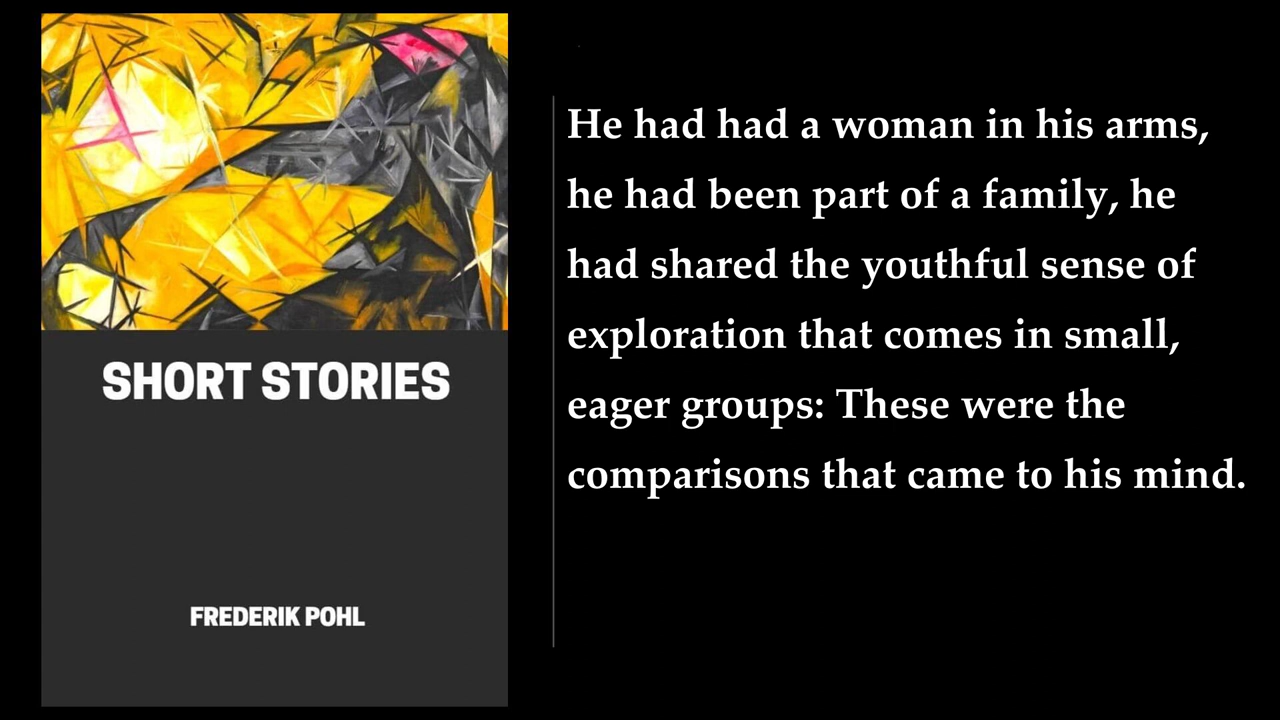 SHORT STORIES
FREDERIK POHL
He had had a woman in his arms,
he had been part of a family, he
had shared the youthful sense of
exploration that comes in small,
eager groups: These were the
comparisons that came to his mind.